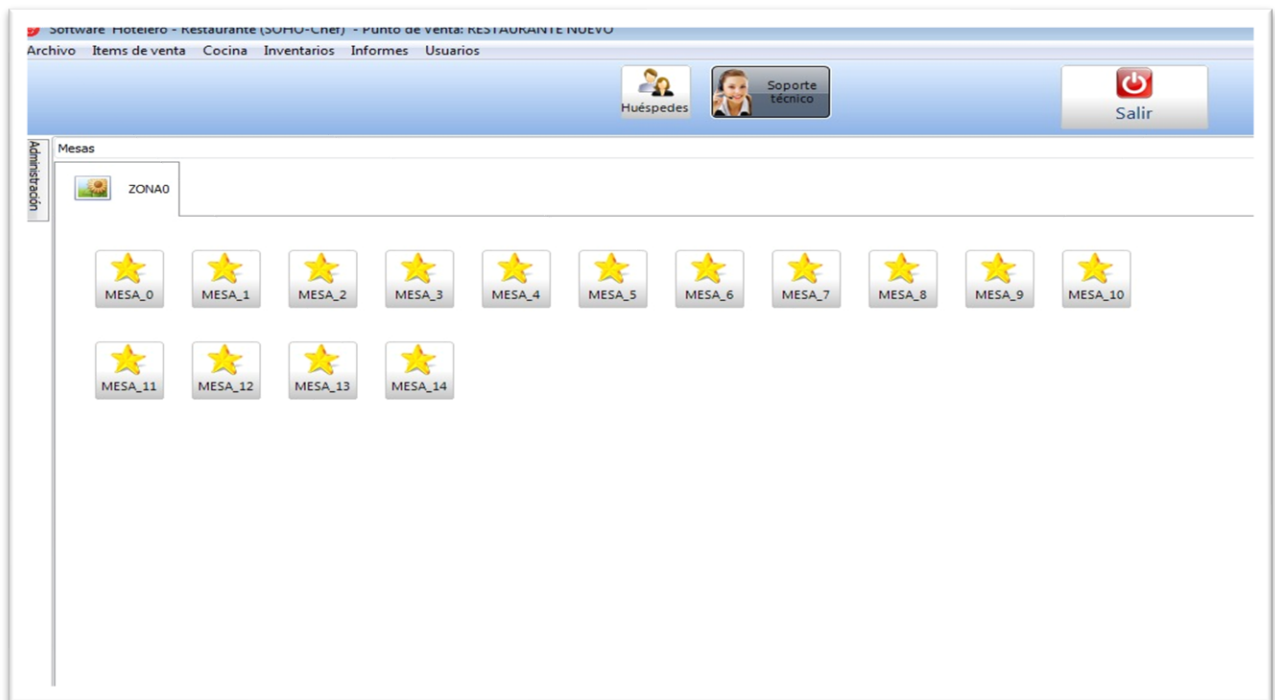 Software Hotelero - Restaurante (SOHO-Chef) - Punto de Venta: RESTAURANTE NUEVO
Archivo Items de venta Cocina Inventarios Informes Usuarios
Huéspedes
Soporte
técnico
Salir
Administración
Mesas
ZONA0
MESA_0 MESA_1 MESA_2 MESA_3 MESA_4 MESA_5 MESA_6 MESA_7 MESA_8 MESA_9 MESA_10
MESA_11 MESA_12 MESA_13 MESA_14